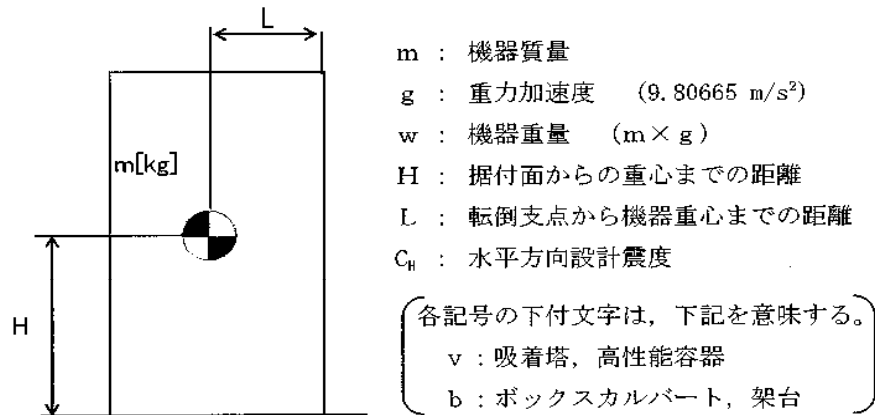 L
m[kg]
H
m : 機器質量
g : 重力加速度 (9.80665 m/s²)
w : 機器重量 (m×g)
H : 据付面からの重心までの距離
L : 転倒支点から機器重心までの距離
C_H : 水平方向設計震度
各記号の下付文字は，下記を意味する。
v：吸着塔，高性能容器
b：ボックスカルバート，架台